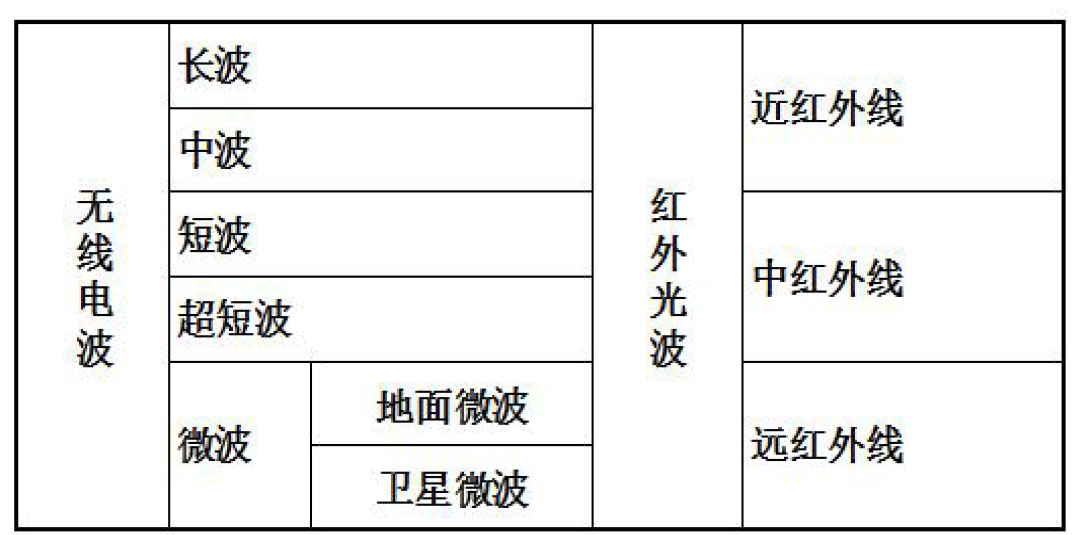 无线电波
长波
中波
短波
超短波
微波
地面微波
卫星微波
红外光波
近红外线
中红外线
远红外线